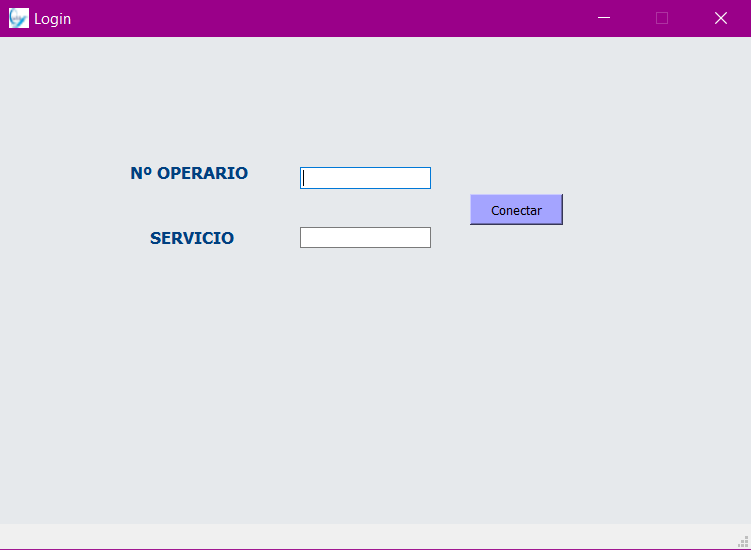 Login
Nº OPERARIO
Conectar
SERVICIO